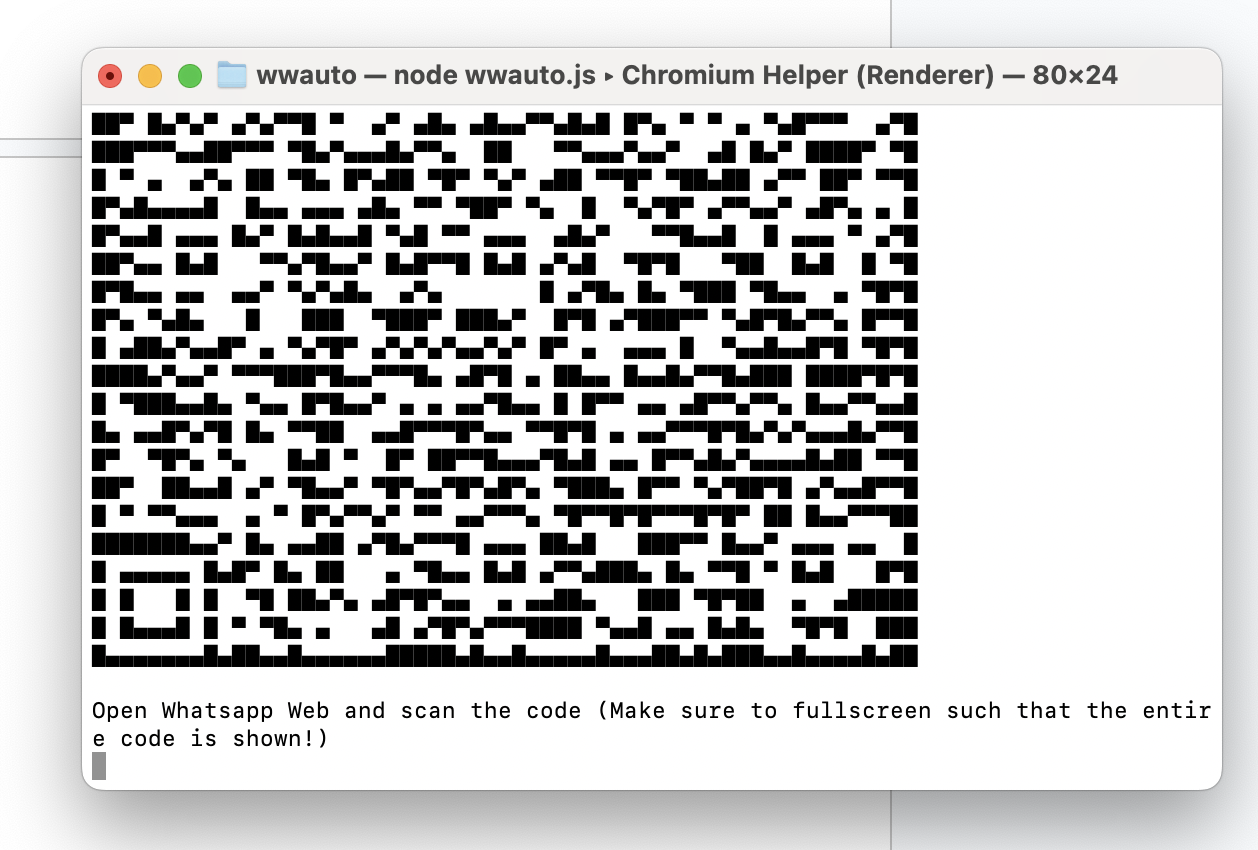 wwauto — node wwauto.js ▸ Chromium Helper (Renderer) — 80×24
Open Whatsapp Web and scan the code (Make sure to fullscreen such that the entir
e code is shown!)